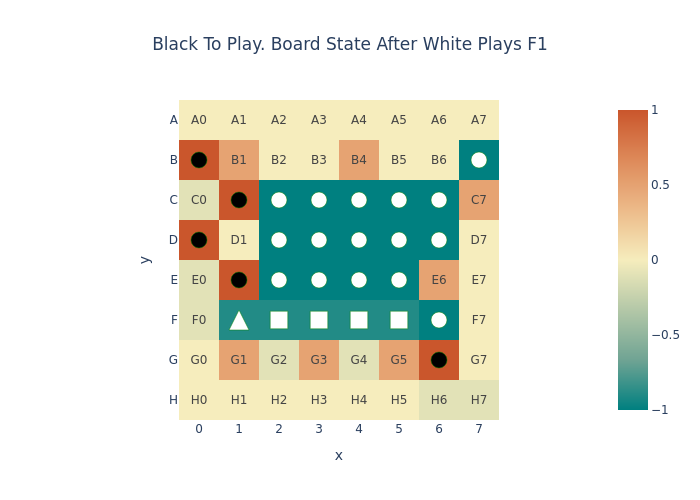 Black To Play. Board State After White Plays F1
A A0 A1 A2 A3 A4 A5 A6 A7
B B1 B2 B3 B4 B5 B6
C C0 C7
D D1 D7
E E0 E6 E7
F F0 F7
G G0 G1 G2 G3 G4 G5 G7
H H0 H1 H2 H3 H4 H5 H6 H7
0 1 2 3 4 5 6 7
x
y
1
0.5
0
−0.5
−1